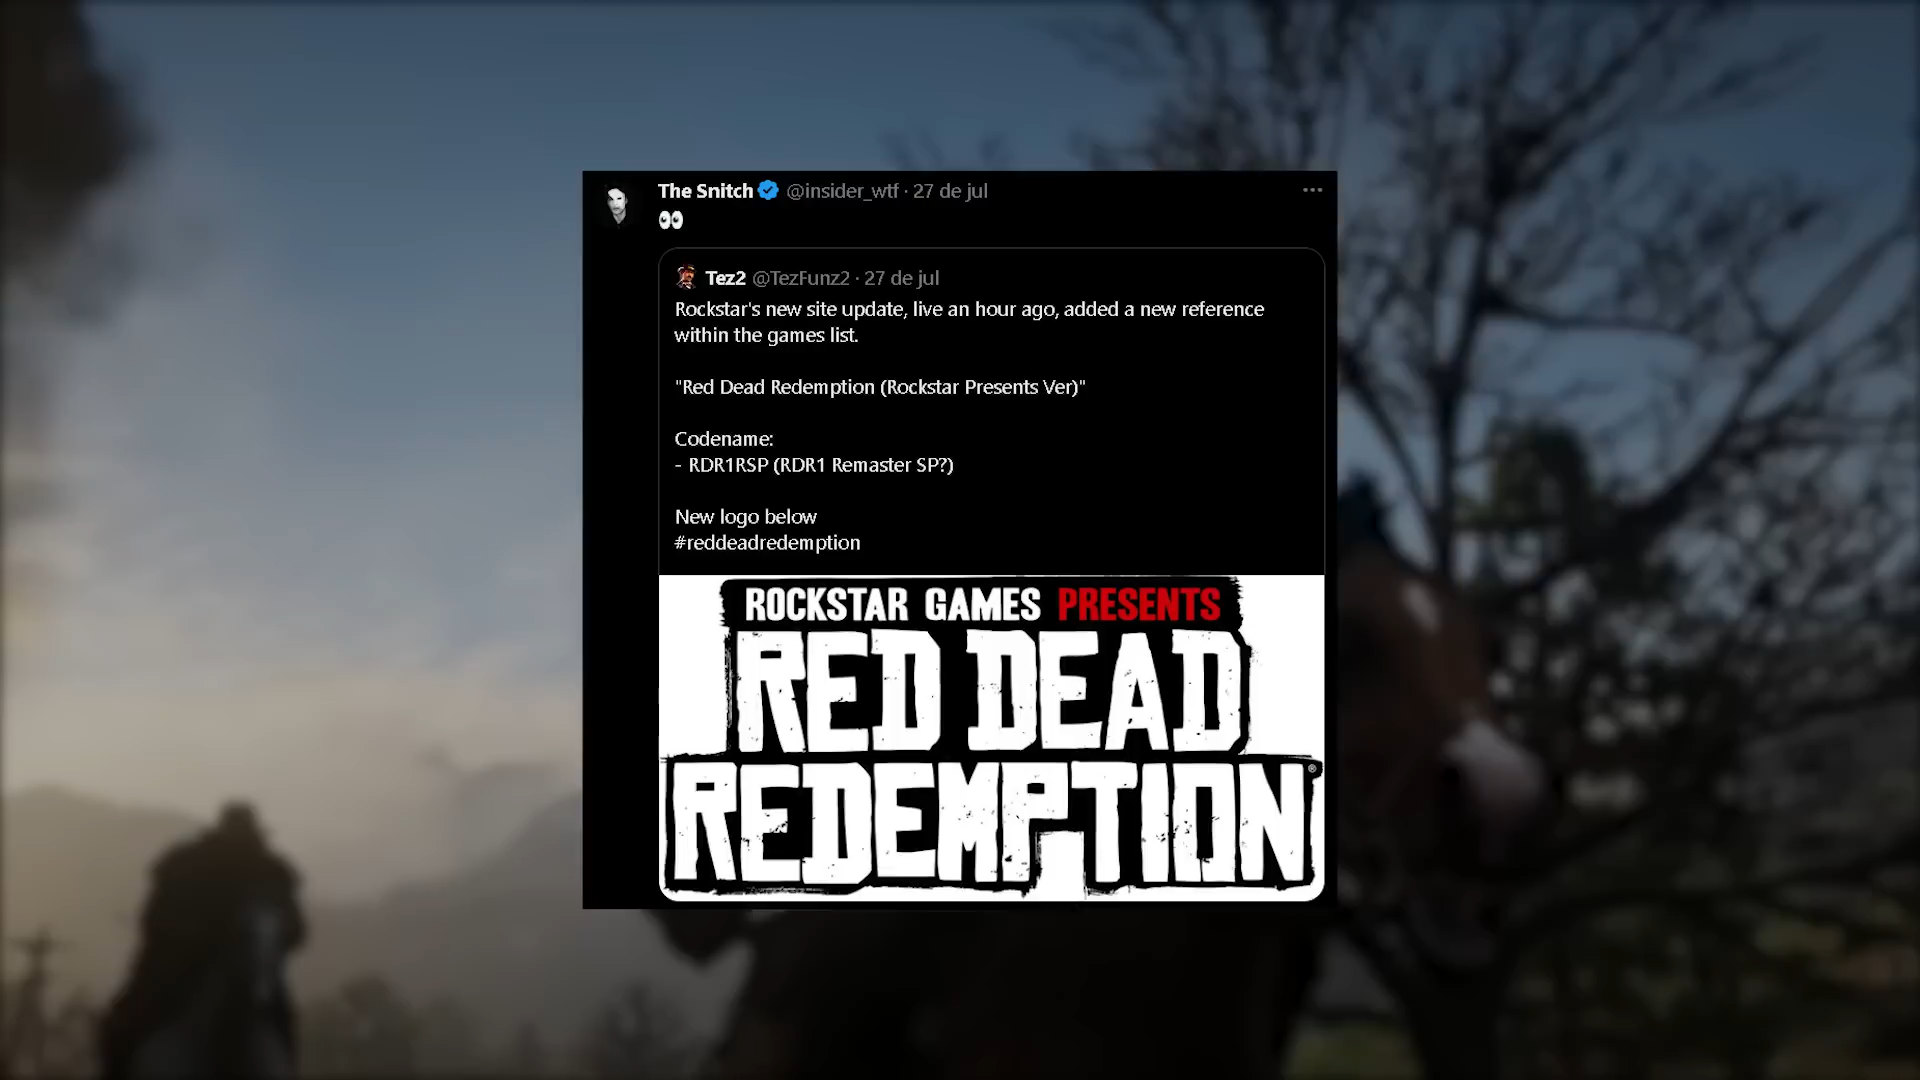 The Snitch @insider_wtf · 27 de jul
👀
Tez2 @TezFunz2 · 27 de jul
Rockstar's new site update, live an hour ago, added a new reference
within the games list.
"Red Dead Redemption (Rockstar Presents Ver)"
Codename:
- RDR1RSP (RDR1 Remaster SP?)
New logo below
#reddeadredemption
ROCKSTAR GAMES PRESENTS
RED DEAD
REDEMPTION®